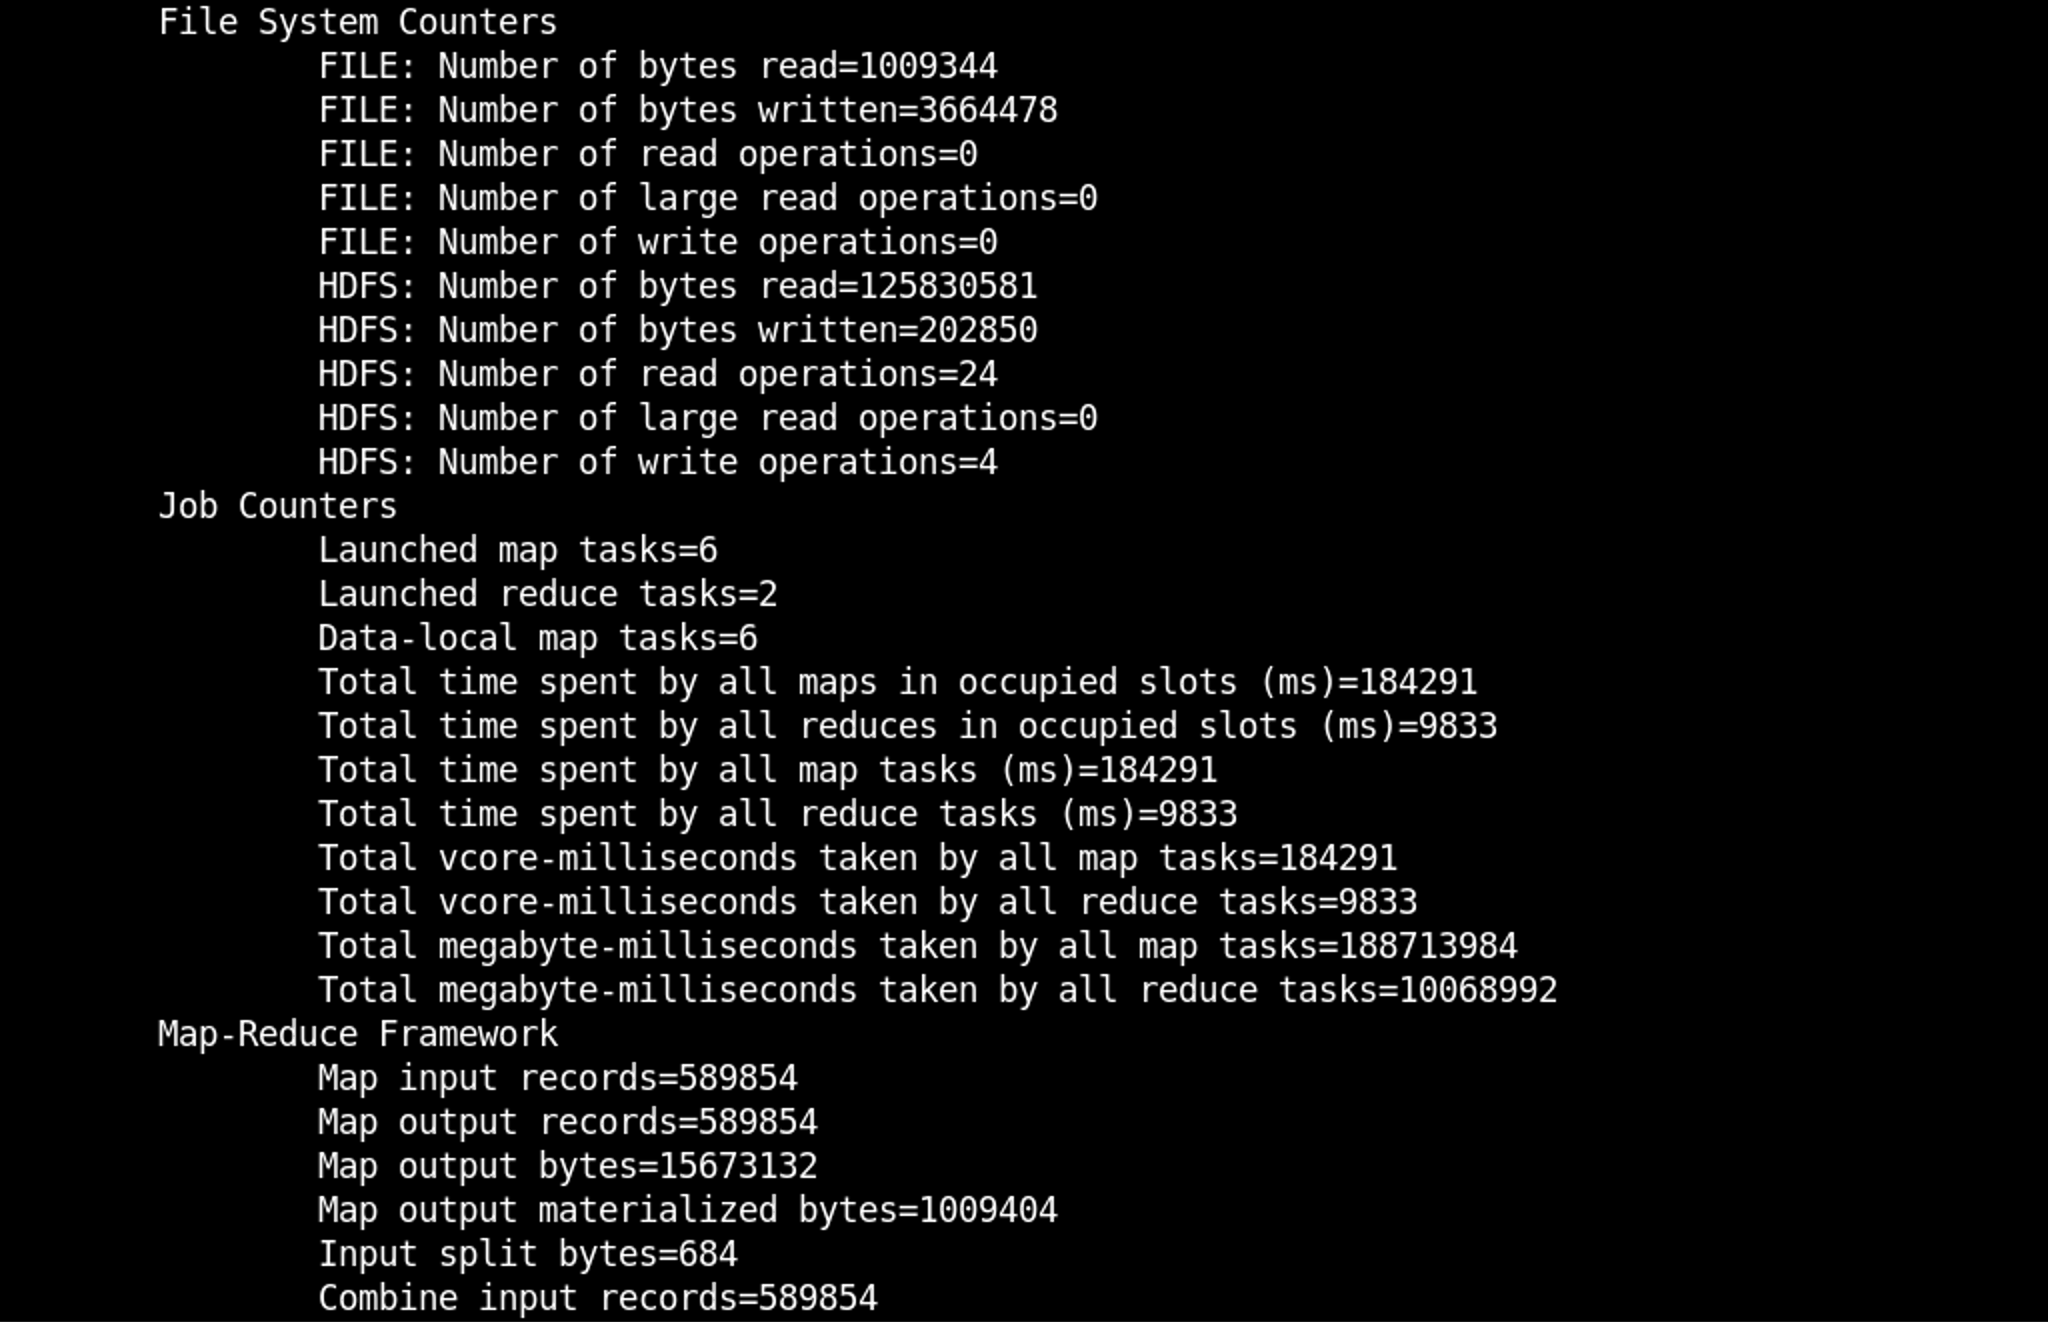 File System Counters
FILE: Number of bytes read=1009344
FILE: Number of bytes written=3664478
FILE: Number of read operations=0
FILE: Number of large read operations=0
FILE: Number of write operations=0
HDFS: Number of bytes read=125830581
HDFS: Number of bytes written=202850
HDFS: Number of read operations=24
HDFS: Number of large read operations=0
HDFS: Number of write operations=4
Job Counters
Launched map tasks=6
Launched reduce tasks=2
Data-local map tasks=6
Total time spent by all maps in occupied slots (ms)=184291
Total time spent by all reduces in occupied slots (ms)=9833
Total time spent by all map tasks (ms)=184291
Total time spent by all reduce tasks (ms)=9833
Total vcore-milliseconds taken by all map tasks=184291
Total vcore-milliseconds taken by all reduce tasks=9833
Total megabyte-milliseconds taken by all map tasks=188713984
Total megabyte-milliseconds taken by all reduce tasks=10068992
Map-Reduce Framework
Map input records=589854
Map output records=589854
Map output bytes=15673132
Map output materialized bytes=1009404
Input split bytes=684
Combine input records=589854